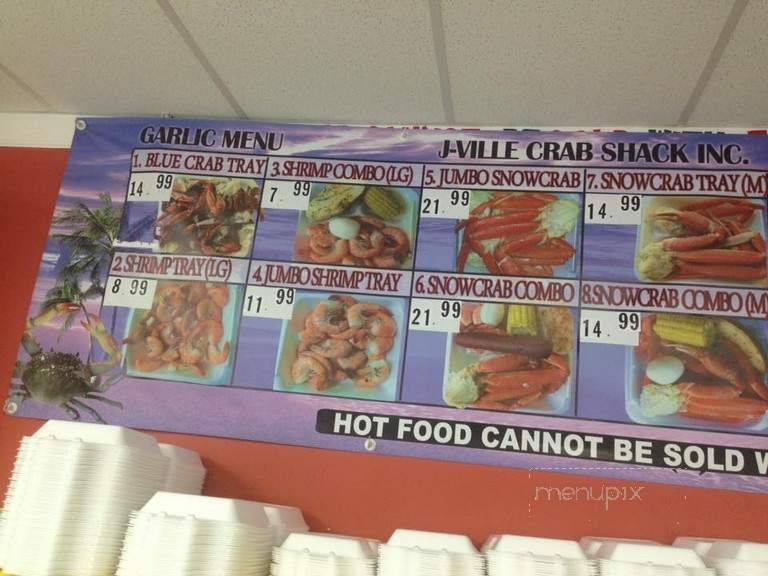 GARLIC MENU
J-VILLE CRAB SHACK INC.
1. BLUE CRAB TRAY
14 99
3. SHRIMP COMBO (LG)
7 99
5. JUMBO SNOWCRAB
21 99
7. SNOWCRAB TRAY (M)
14 99
2. SHRIMP TRAY (LG)
8 99
4. JUMBO SHRIMP TRAY
11 99
6. SNOWCRAB COMBO
21 99
8. SNOWCRAB COMBO (M)
14 99
HOT FOOD CANNOT BE SOLD W
menupix